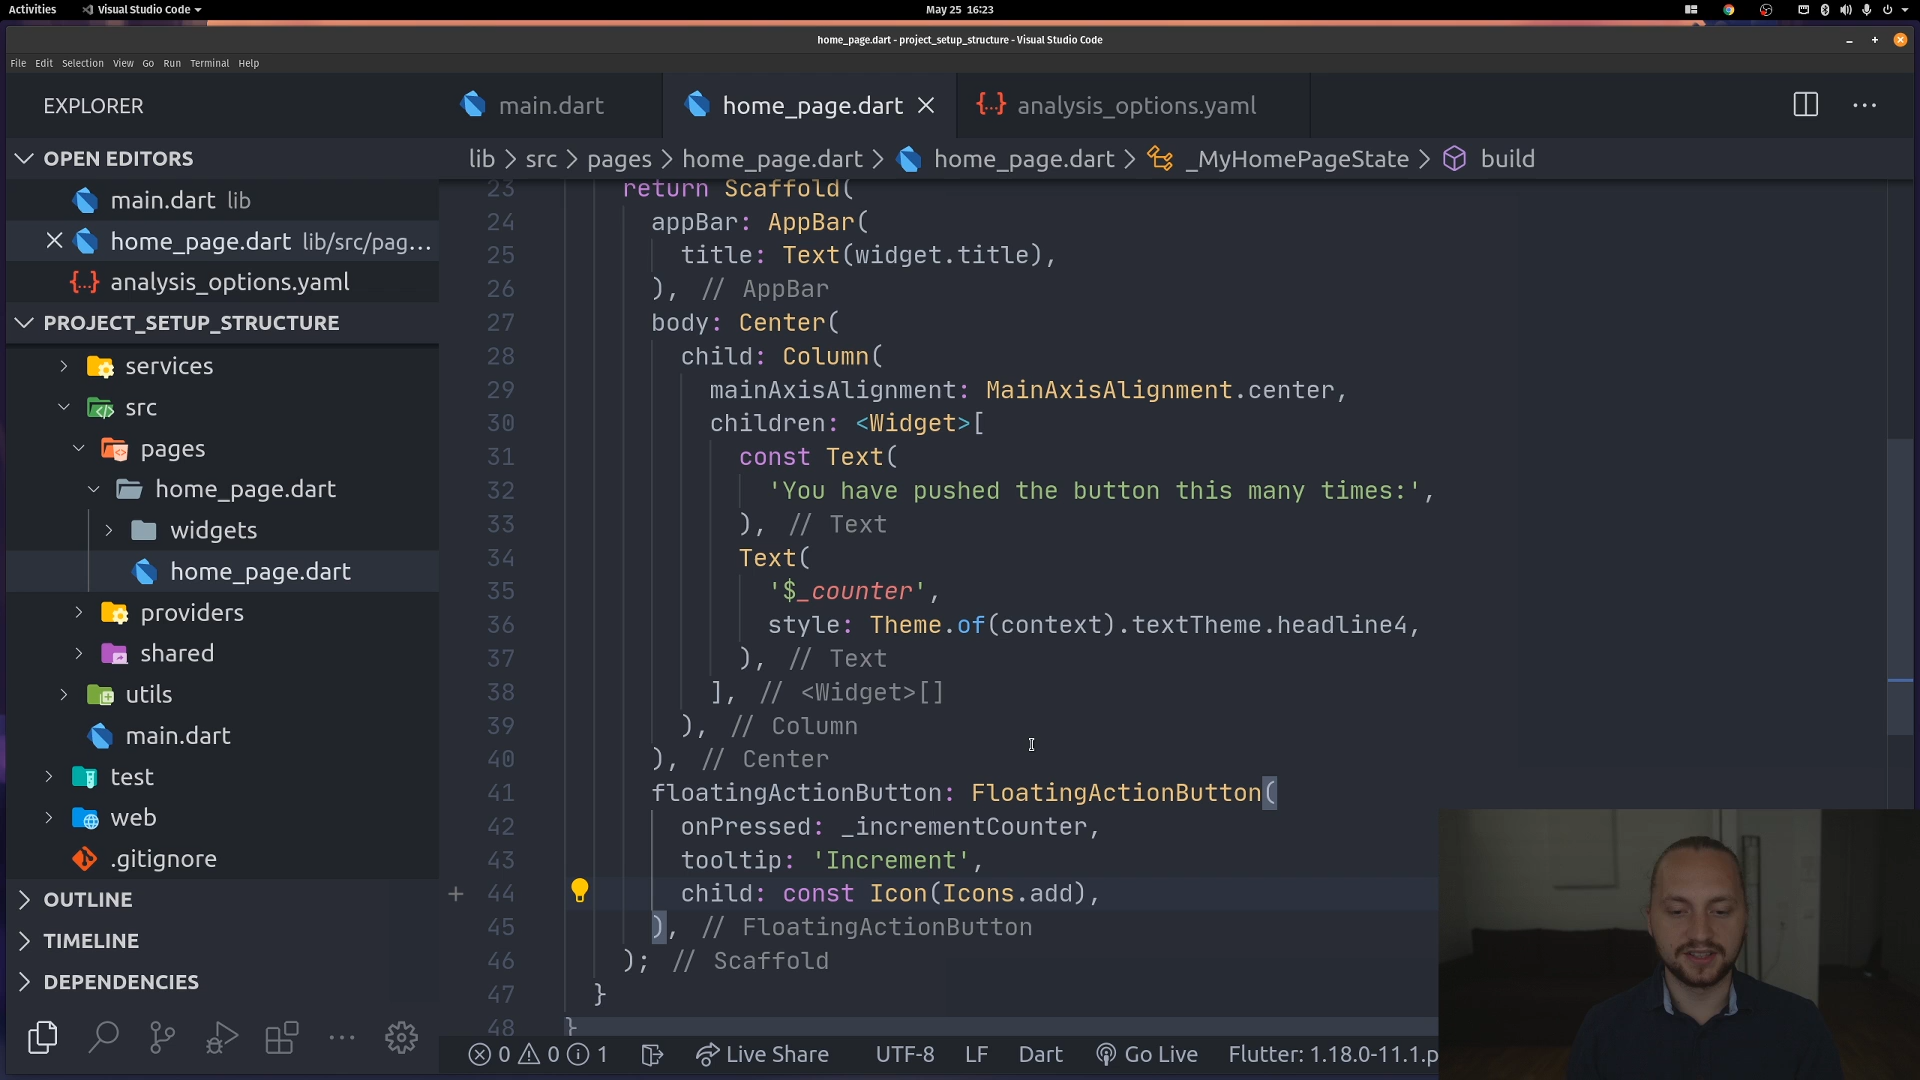 Activities
Visual Studio Code
May 25 16:23
home_page.dart - project_setup_structure - Visual Studio Code
File Edit Selection View Go Run Terminal Help
EXPLORER
main.dart
home_page.dart
analysis_options.yaml
OPEN EDITORS
main.dart lib
home_page.dart lib/src/pag...
analysis_options.yaml
PROJECT_SETUP_STRUCTURE
services
src
pages
home_page.dart
widgets
home_page.dart
providers
shared
utils
main.dart
test
web
.gitignore
OUTLINE
TIMELINE
DEPENDENCIES
lib > src > pages > home_page.dart > home_page.dart > _MyHomePageState > build
23 return Scaffold(
24 appBar: AppBar(
25 title: Text(widget.title),
26 ), // AppBar
27 body: Center(
28 child: Column(
29 mainAxisAlignment: MainAxisAlignment.center,
30 children: <Widget>[
31 const Text(
32 'You have pushed the button this many times:',
33 ), // Text
34 Text(
35 '$_counter',
36 style: Theme.of(context).textTheme.headline4,
37 ), // Text
38 ], // <Widget>[]
39 ), // Column
40 ), // Center
41 floatingActionButton: FloatingActionButton(
42 onPressed: _incrementCounter,
43 tooltip: 'Increment',
44 child: const Icon(Icons.add),
45 ), // FloatingActionButton
46 ); // Scaffold
47 }
48 }
0 0 1 Live Share UTF-8 LF Dart Go Live Flutter: 1.18.0-11.1.p